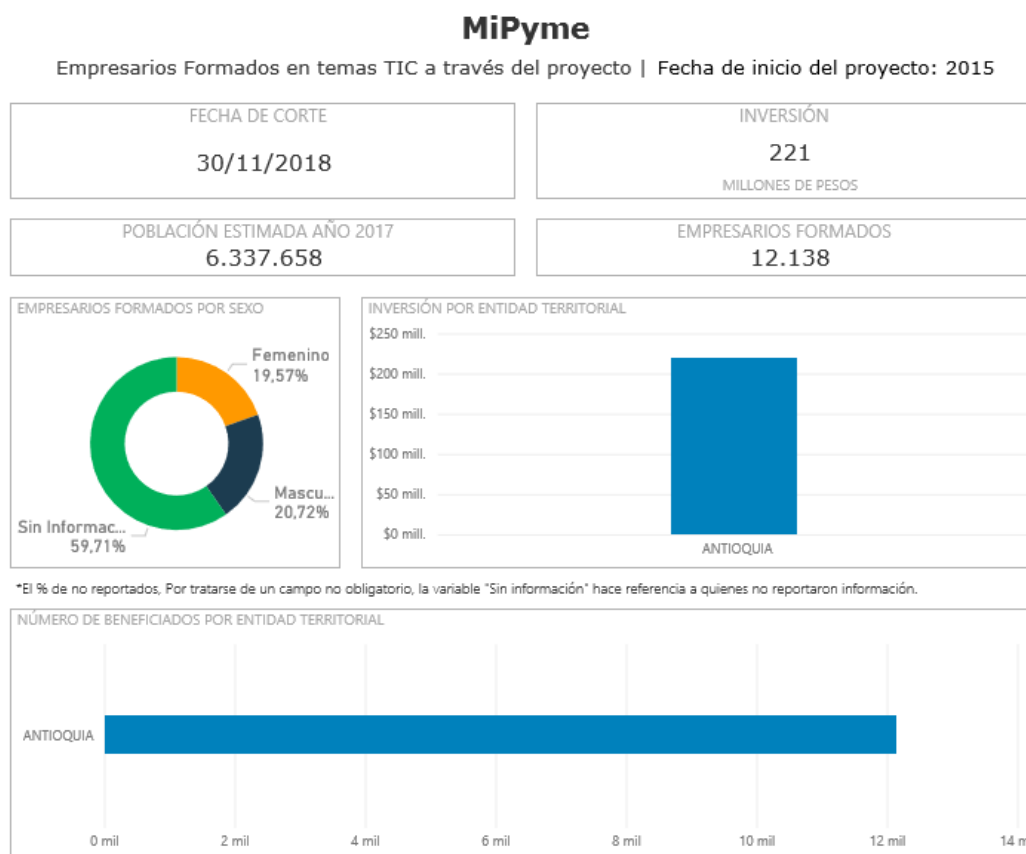 MiPyme
Empresarios Formados en temas TIC a través del proyecto | Fecha de inicio del proyecto: 2015
FECHA DE CORTE
30/11/2018
INVERSIÓN
221
MILLONES DE PESOS
POBLACIÓN ESTIMADA AÑO 2017
6.337.658
EMPRESARIOS FORMADOS
12.138
EMPRESARIOS FORMADOS POR SEXO
Femenino
19,57%
Mascu...
20,72%
Sin Informac...
59,71%
INVERSIÓN POR ENTIDAD TERRITORIAL
$250 mill.
$200 mill.
$150 mill.
$100 mill.
$50 mill.
$0 mill.
ANTIOQUIA
*El % de no reportados, Por tratarse de un campo no obligatorio, la variable "Sin información" hace referencia a quienes no reportaron información.
NÚMERO DE BENEFICIADOS POR ENTIDAD TERRITORIAL
ANTIOQUIA
0 mil 2 mil 4 mil 6 mil 8 mil 10 mil 12 mil 14 m